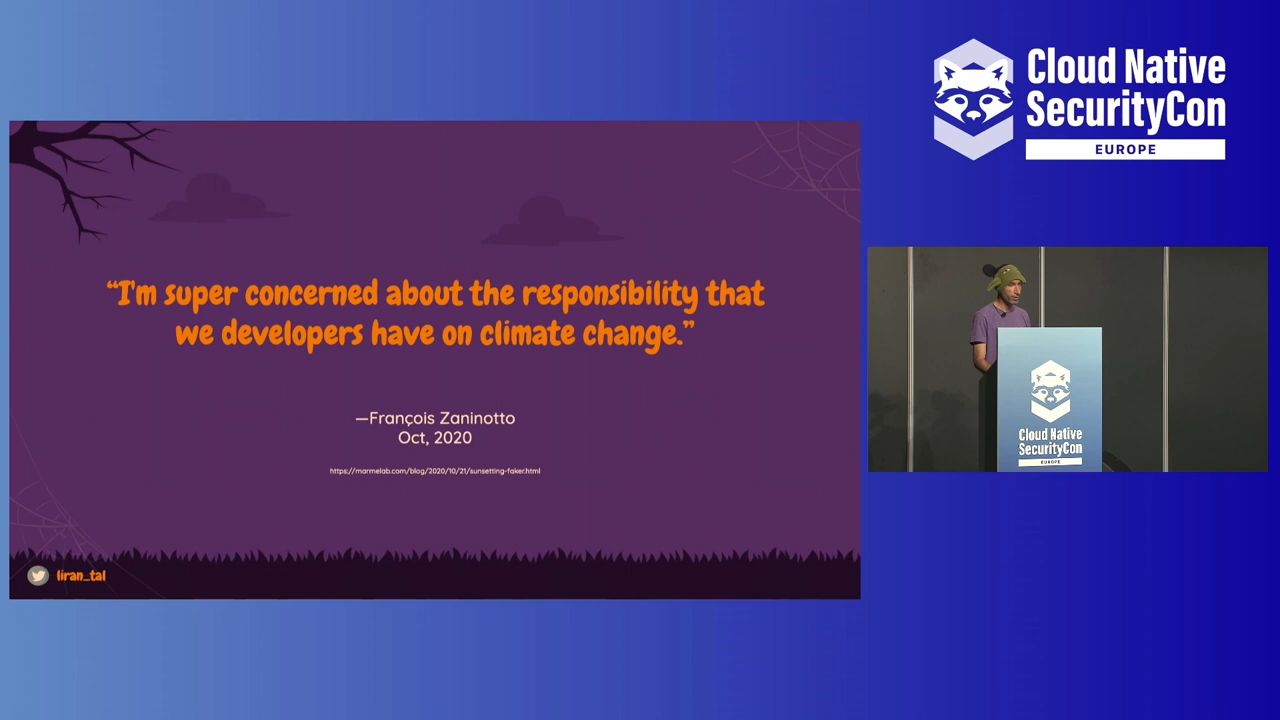 Cloud Native
SecurityCon
EUROPE
“I'm super concerned about the responsibility that
we developers have on climate change.”
—François Zaninotto
Oct, 2020
https://marmelab.com/blog/2020/10/21/sunsetting-faker.html
liran_tal
Cloud Native
SecurityCon
EUROPE